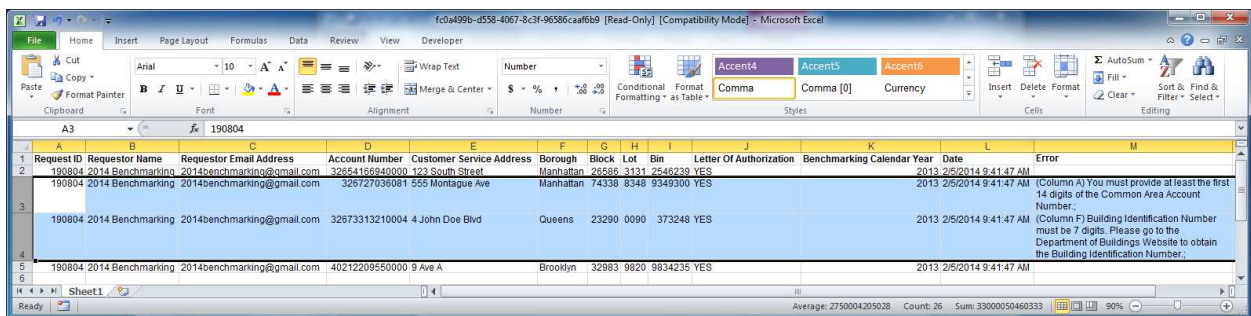 fc0a499b-d558-4067-8c3f-96586caaf6b9 [Read-Only] [Compatibility Mode] - Microsoft Excel
File Home Insert Page Layout Formulas Data Review View Developer
Cut
Copy
Format Painter
Paste
Clipboard
Arial 10 A A
B I U A
Font
Wrap Text
Merge & Center
Alignment
Number
$ % , .0 .00 .00 .0
Number
Conditional Formatting Format as Table
Accent4 Accent5 Accent6
Comma Comma [0] Currency
Styles
Insert Delete Format
Cells
Σ AutoSum
Fill
Clear
Sort & Filter Find & Select
Editing
A3 fx 190804
A B C D E F G H I J K L M
1 Request ID Requestor Name Requestor Email Address Account Number Customer Service Address Borough Block Lot Bin Letter Of Authorization Benchmarking Calendar Year Date Error
2 190804 2014 Benchmarking 2014benchmarking@gmail.com 32654166940000 123 South Street Manhattan 26586 3131 2546239 YES 2013 2/5/2014 9:41:47 AM
3 190804 2014 Benchmarking 2014benchmarking@gmail.com 326727036081 555 Montague Ave Manhattan 74338 8348 9349300 YES 2013 2/5/2014 9:41:47 AM (Column A) You must provide at least the first
14 digits of the Common Area Account
Number.;
4 190804 2014 Benchmarking 2014benchmarking@gmail.com 32673313210004 4 John Doe Blvd Queens 23290 0090 373248 YES 2013 2/5/2014 9:41:47 AM (Column F) Building Identification Number
must be 7 digits. Please go to the
Department of Buildings Website to obtain
the Building Identification Number.;
5 190804 2014 Benchmarking 2014benchmarking@gmail.com 40212209550000 9 Ave A Brooklyn 32983 9820 9834235 YES 2013 2/5/2014 9:41:47 AM
6
Sheet1
Ready Average: 2750004205028 Count: 26 Sum: 33000050460333 90%